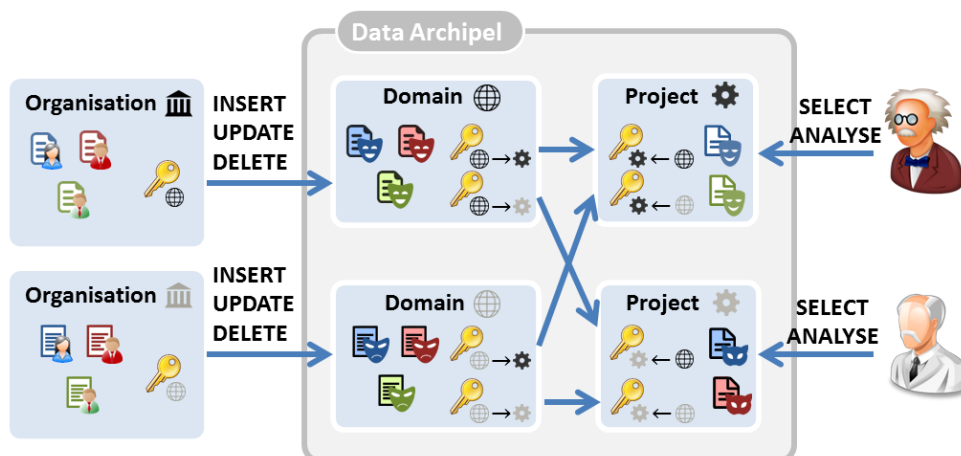 Data Archipel
Organisation
INSERT
UPDATE
DELETE
Domain
Project
SELECT
ANALYSE
Organisation
INSERT
UPDATE
DELETE
Domain
Project
SELECT
ANALYSE